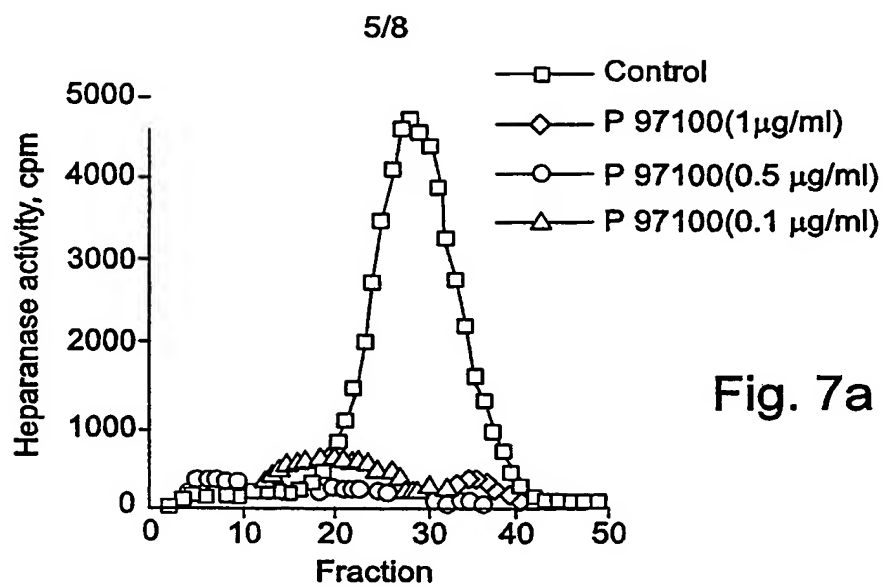 5/8
Control
P 97100(1µg/ml)
P 97100(0.5 µg/ml)
P 97100(0.1 µg/ml)
Heparanase activity, cpm
5000
4000
3000
2000
1000
0
0 10 20 30 40 50
Fraction
Fig. 7a